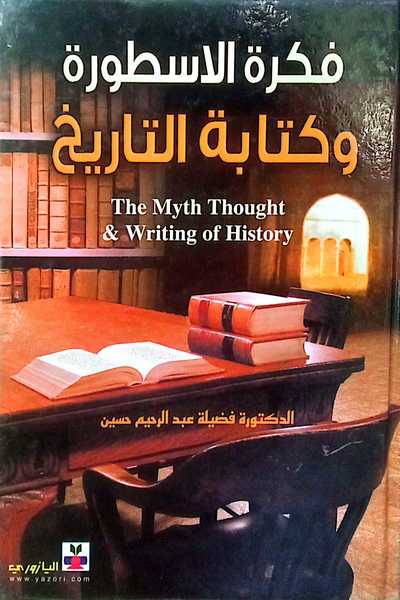 فكرة الاسطورة
وكتابة التاريخ
The Myth Thought
& Writing of History
الدكتورة فضيلة عبد الرحيم حسين
اليازوري
www.yazori.com